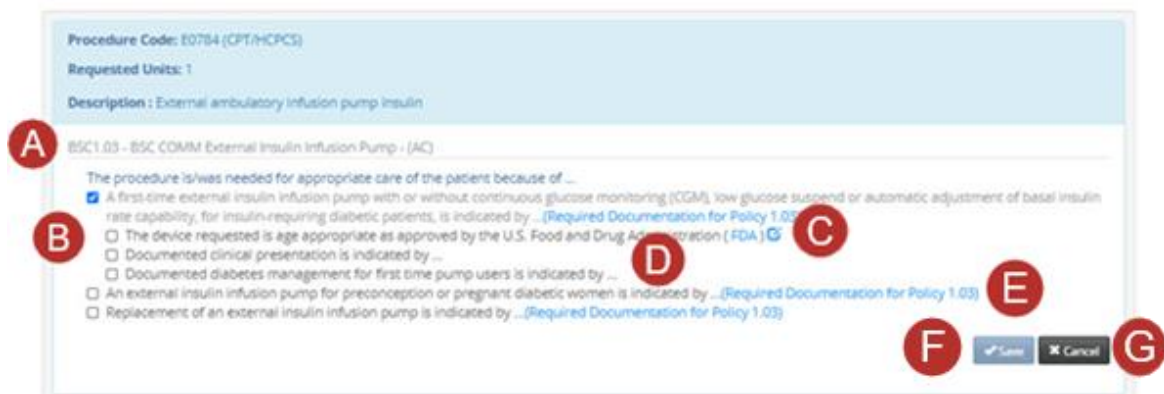 Procedure Code: E0784 (CPT/HCPCS)
Requested Units: 1
Description : External ambulatory infusion pump insulin
A
BSC1.03 - BSC COMM External Insulin Infusion Pump - (AC)
The procedure is/was needed for appropriate care of the patient because of ...
A first-time external insulin infusion pump with or without continuous glucose monitoring (CGM), low glucose suspend or automatic adjustment of basal insulin
rate capability, for insulin-requiring diabetic patients, is indicated by ...(Required Documentation for Policy 1.03)
B
The device requested is age appropriate as approved by the U.S. Food and Drug Administration ( FDA )
C
Documented clinical presentation is indicated by ...
D
Documented diabetes management for first time pump users is indicated by ...
An external insulin infusion pump for preconception or pregnant diabetic women is indicated by ...(Required Documentation for Policy 1.03)
E
Replacement of an external insulin infusion pump is indicated by ...(Required Documentation for Policy 1.03)
F
Save
Cancel
G